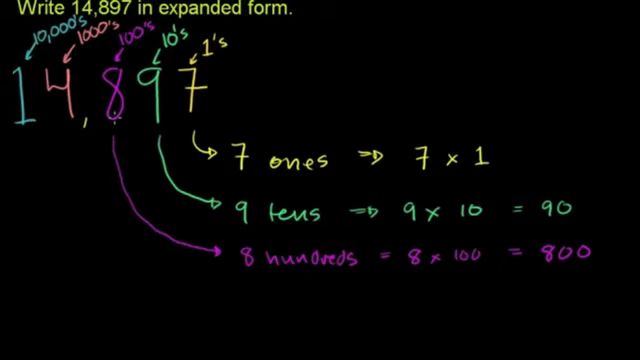 Write 14,897 in expanded form.
10,000's 1000's 100's 10's 1's
14,897
7 ones ⇒ 7 × 1
9 tens ⇒ 9 × 10 = 90
8 hundreds = 8 × 100 = 800